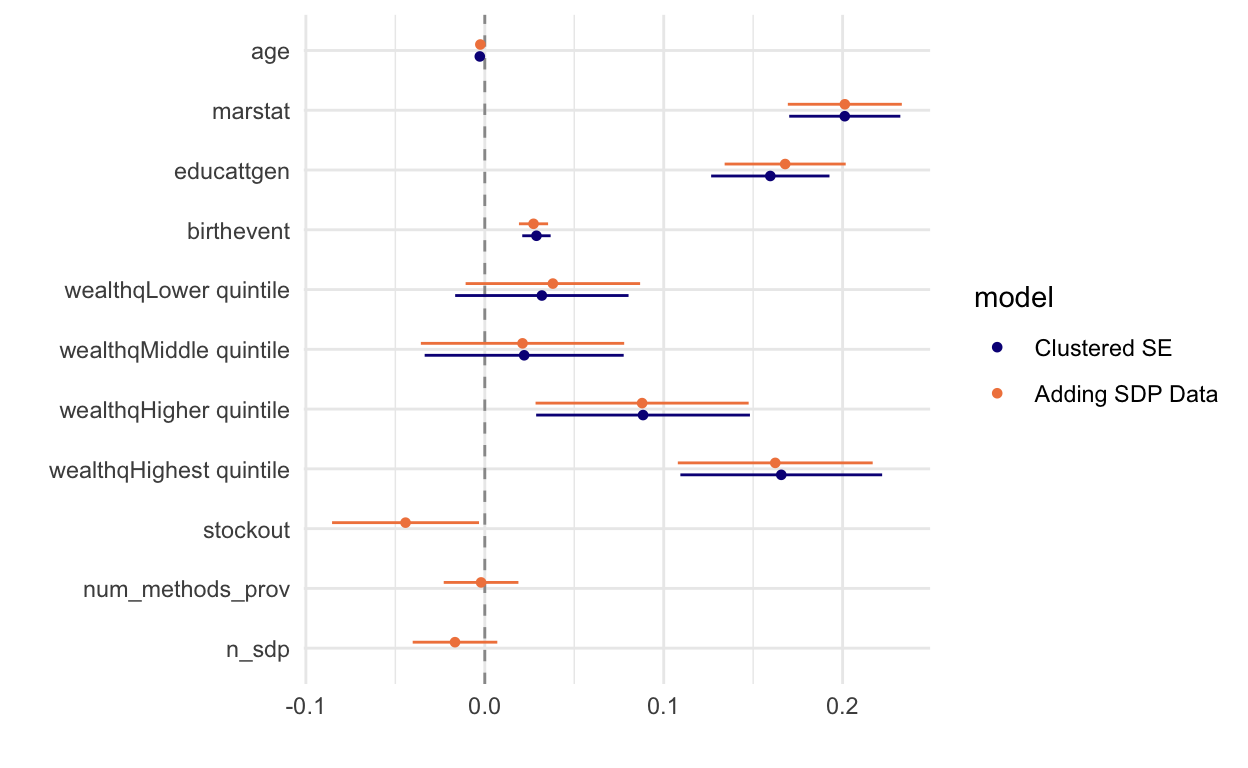 age
marstat
educattgen
birthevent
wealthqLower quintile
wealthqMiddle quintile
wealthqHigher quintile
wealthqHighest quintile
stockout
num_methods_prov
n_sdp
-0.1 0.0 0.1 0.2
model
Clustered SE
Adding SDP Data